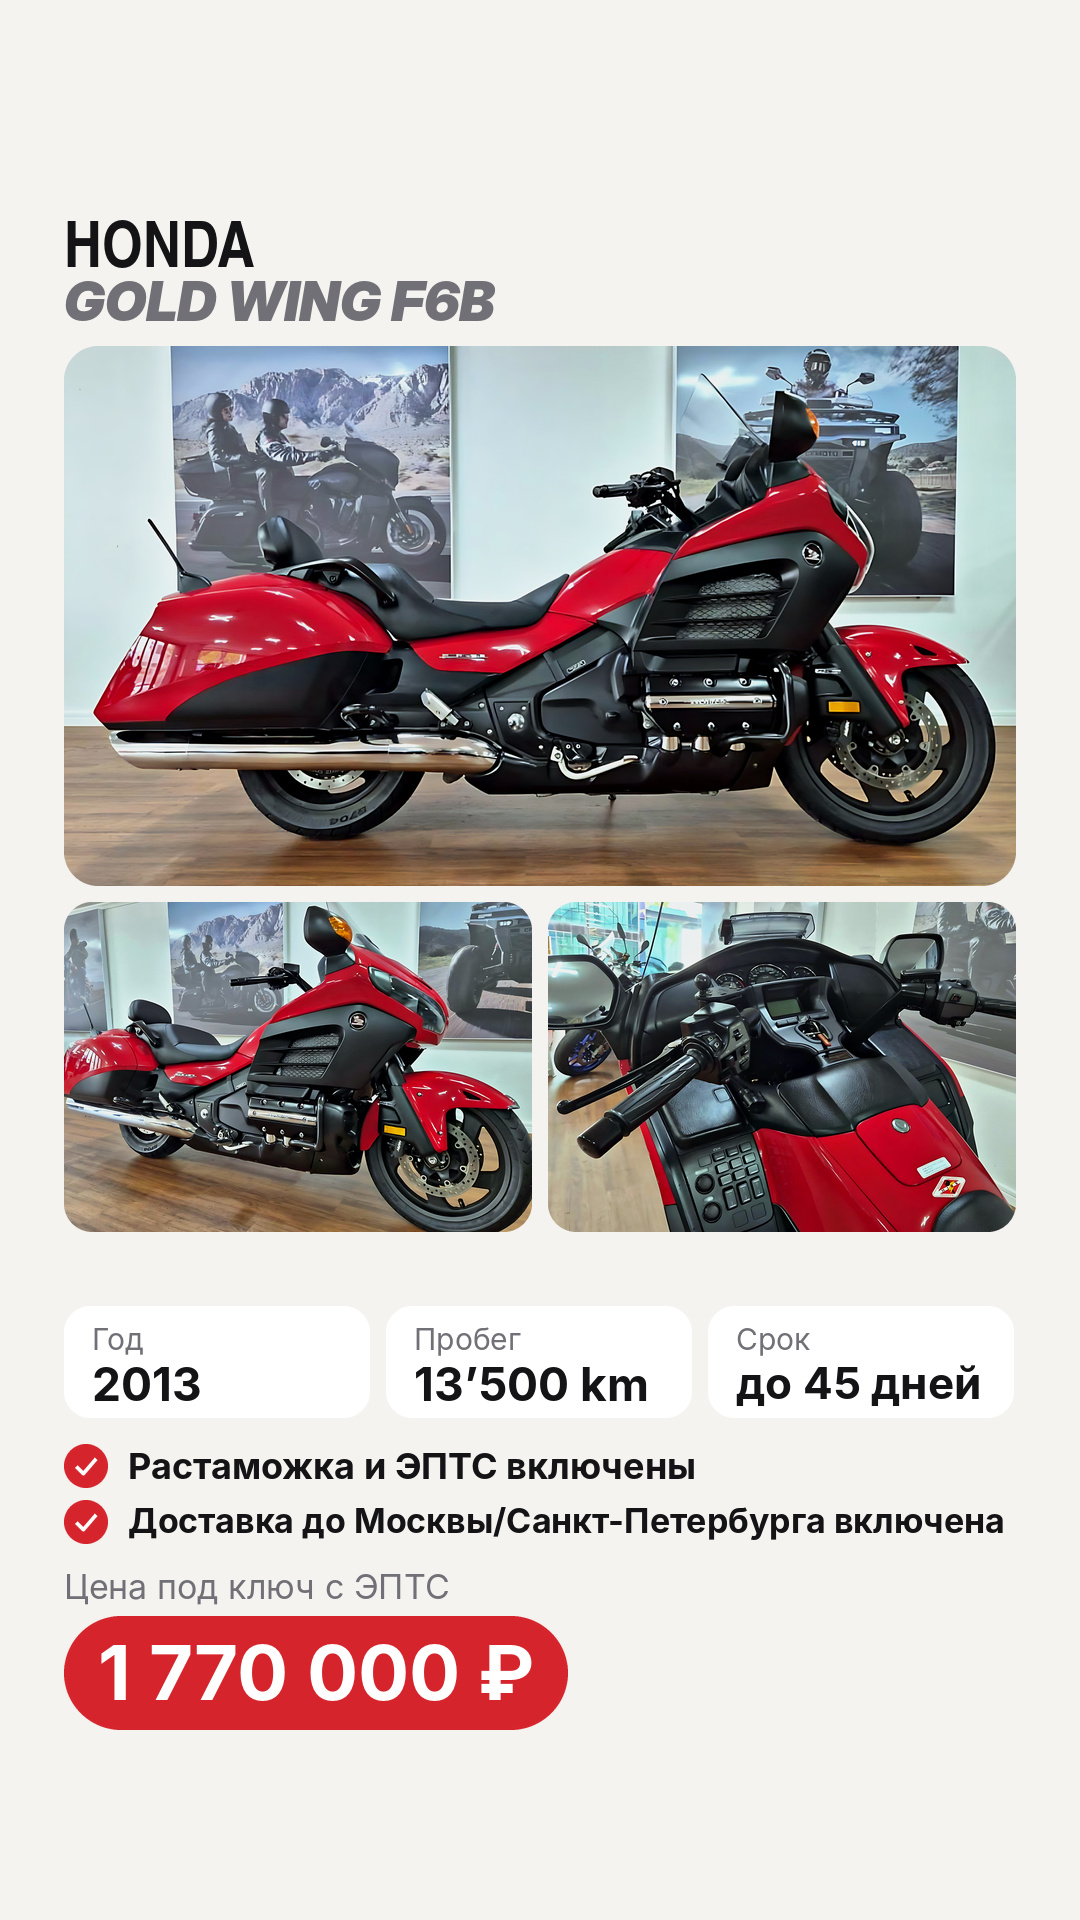 HONDA
GOLD WING F6B
Год
2013
Пробег
13’500 km
Срок
до 45 дней
Растаможка и ЭПТС включены
Доставка до Москвы/Санкт-Петербурга включена
Цена под ключ с ЭПТС
1 770 000 ₽